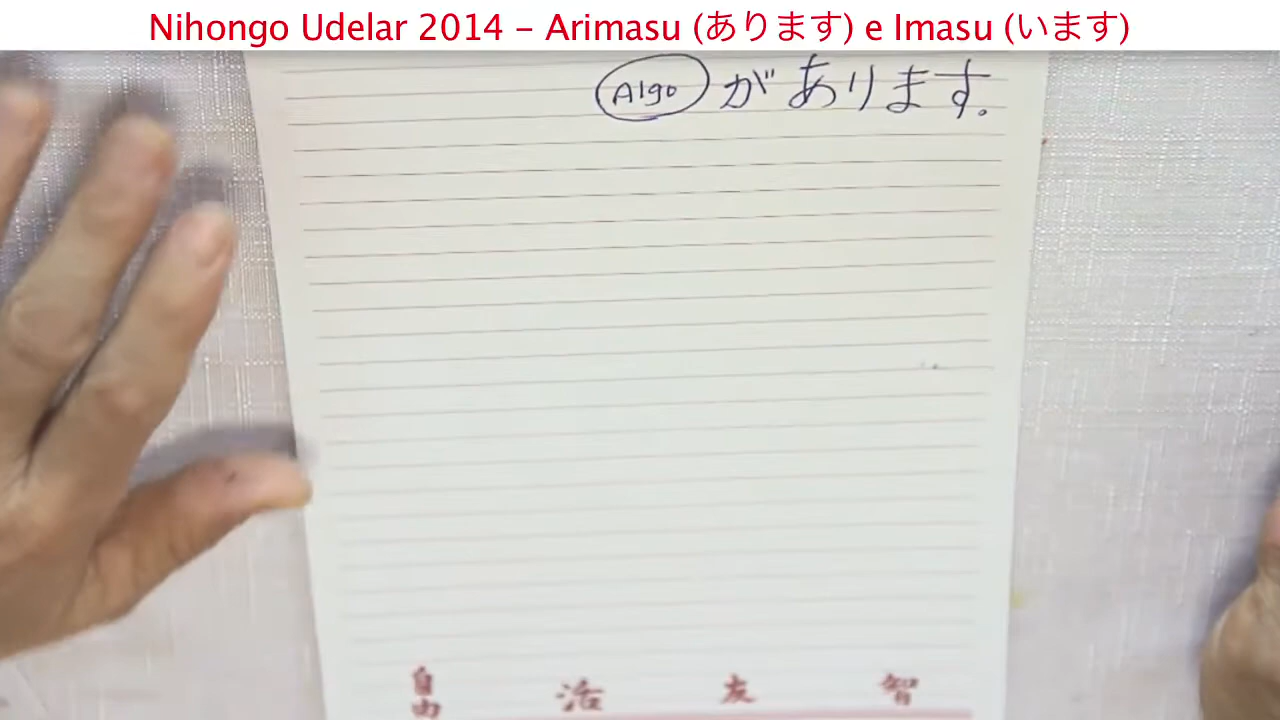 Nihongo Udelar 2014 – Arimasu (あります) e Imasu (います)
Algo があります。
自由 活 友 智